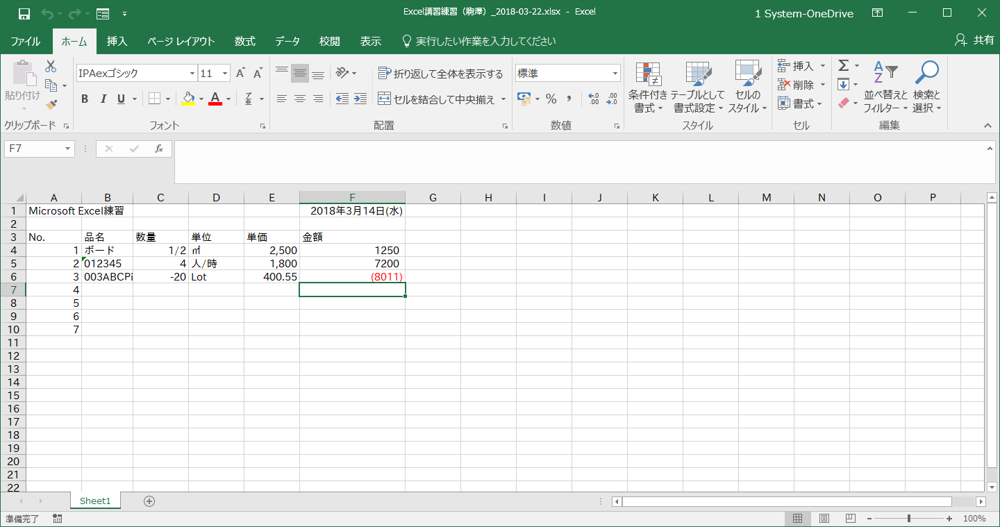 Excel講習練習（駒澤）_2018-03-22.xlsx - Excel
1 System-OneDrive
ファイル ホーム 挿入 ページ レイアウト 数式 データ 校閲 表示 実行したい作業を入力してください 共有
貼り付け
クリップボード
IPAexゴシック 11
B I U A
フォント
折り返して全体を表示する
セルを結合して中央揃え
配置
標準
% ,
数値
条件付き書式
テーブルとして書式設定
セルのスタイル
スタイル
挿入
削除
書式
セル
Σ
並べ替えとフィルター
検索と選択
編集
F7 fx
A B C D E F G H I J K L M N O P
1 Microsoft Excel練習 2018年3月14日(水)
2
3 No. 品名 数量 単位 単価 金額
4 1 ボード 1/2 ㎡ 2,500 1250
5 2 012345 4 人/時 1,800 7200
6 3 003ABCPi -20 Lot 400.55 (8011)
7 4
8 5
9 6
10 7
11
12
13
14
15
16
17
18
19
20
21
22
Sheet1
準備完了 100%